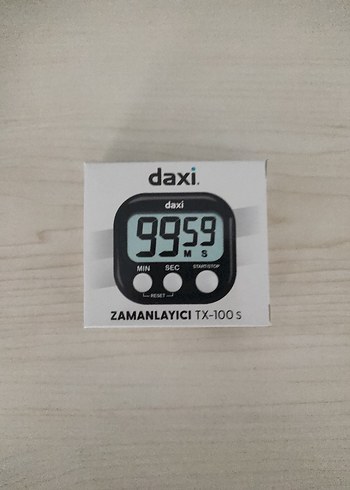 daxi.
daxi
9959
M S
MIN SEC START/STOP
RESET
ZAMANLAYICI TX-100 S